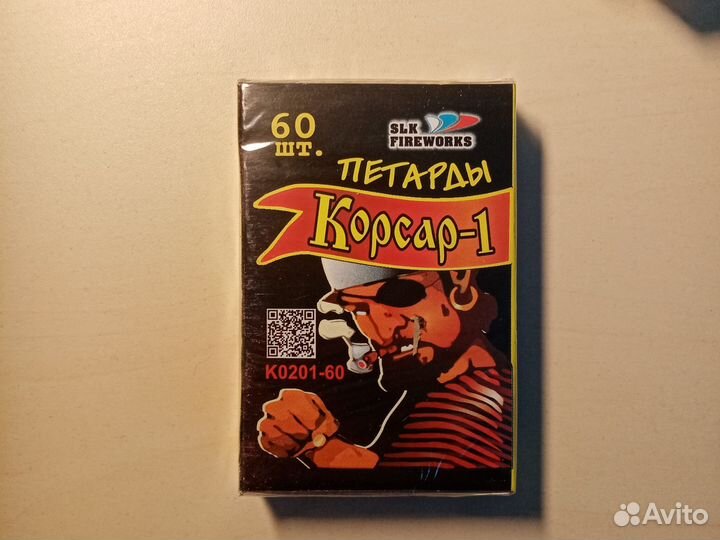 60
шт.
SLK
FIREWORKS
ПЕТАРДЫ
Корсар-1
K0201-60
Avito